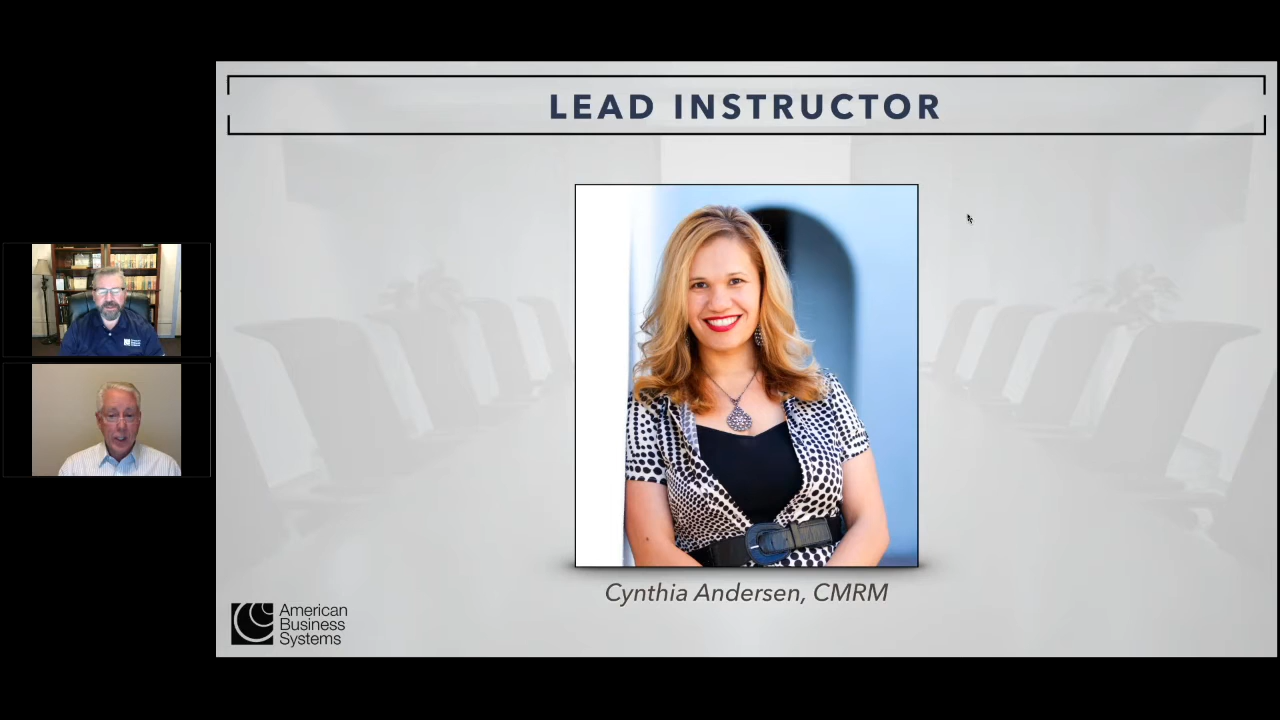 LEAD INSTRUCTOR
Cynthia Andersen, CMRM
American
Business
Systems